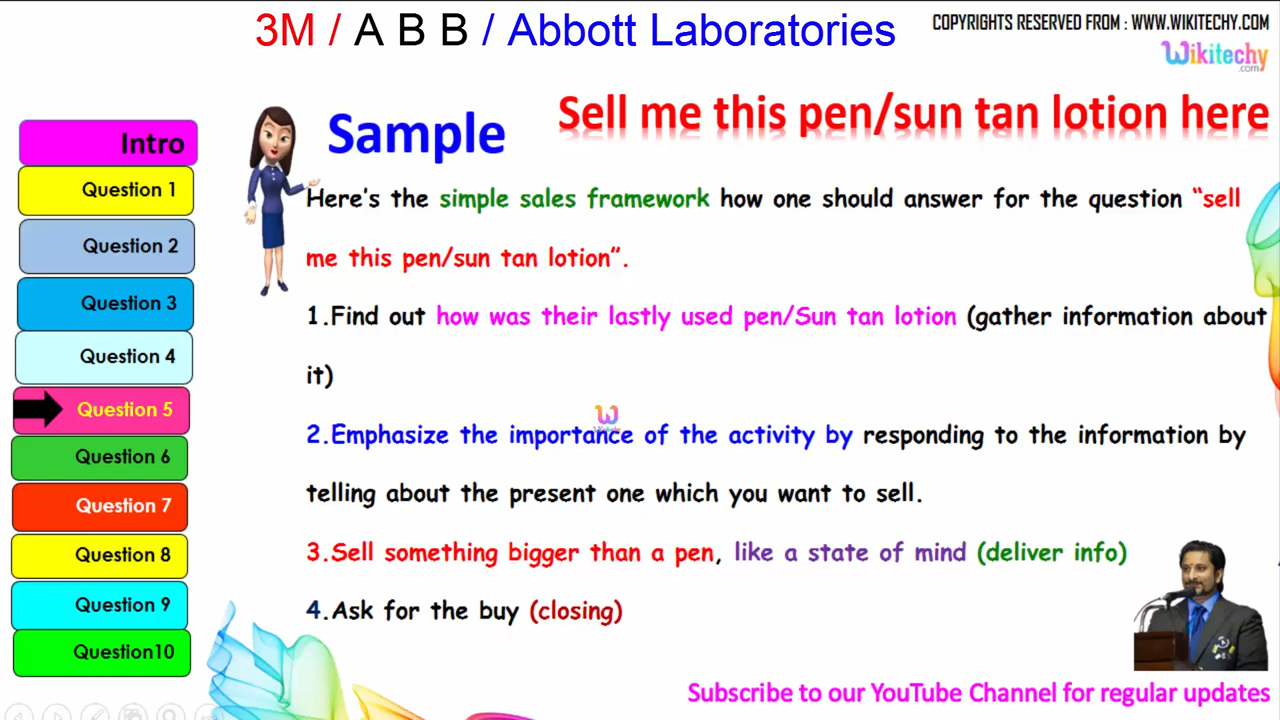 3M / A B B / Abbott Laboratories
COPYRIGHTS RESERVED FROM : WWW.WIKITECHY.COM
Wikitechy
.com
Sample
Sell me this pen/sun tan lotion here
Intro
Question 1
Question 2
Question 3
Question 4
Question 5
Question 6
Question 7
Question 8
Question 9
Question10
Here's the simple sales framework how one should answer for the question “sell
me this pen/sun tan lotion”.
1.Find out how was their lastly used pen/Sun tan lotion (gather information about
it)
W
Wikitechy
2.Emphasize the importance of the activity by responding to the information by
telling about the present one which you want to sell.
3.Sell something bigger than a pen, like a state of mind (deliver info)
4.Ask for the buy (closing)
Subscribe to our YouTube Channel for regular updates